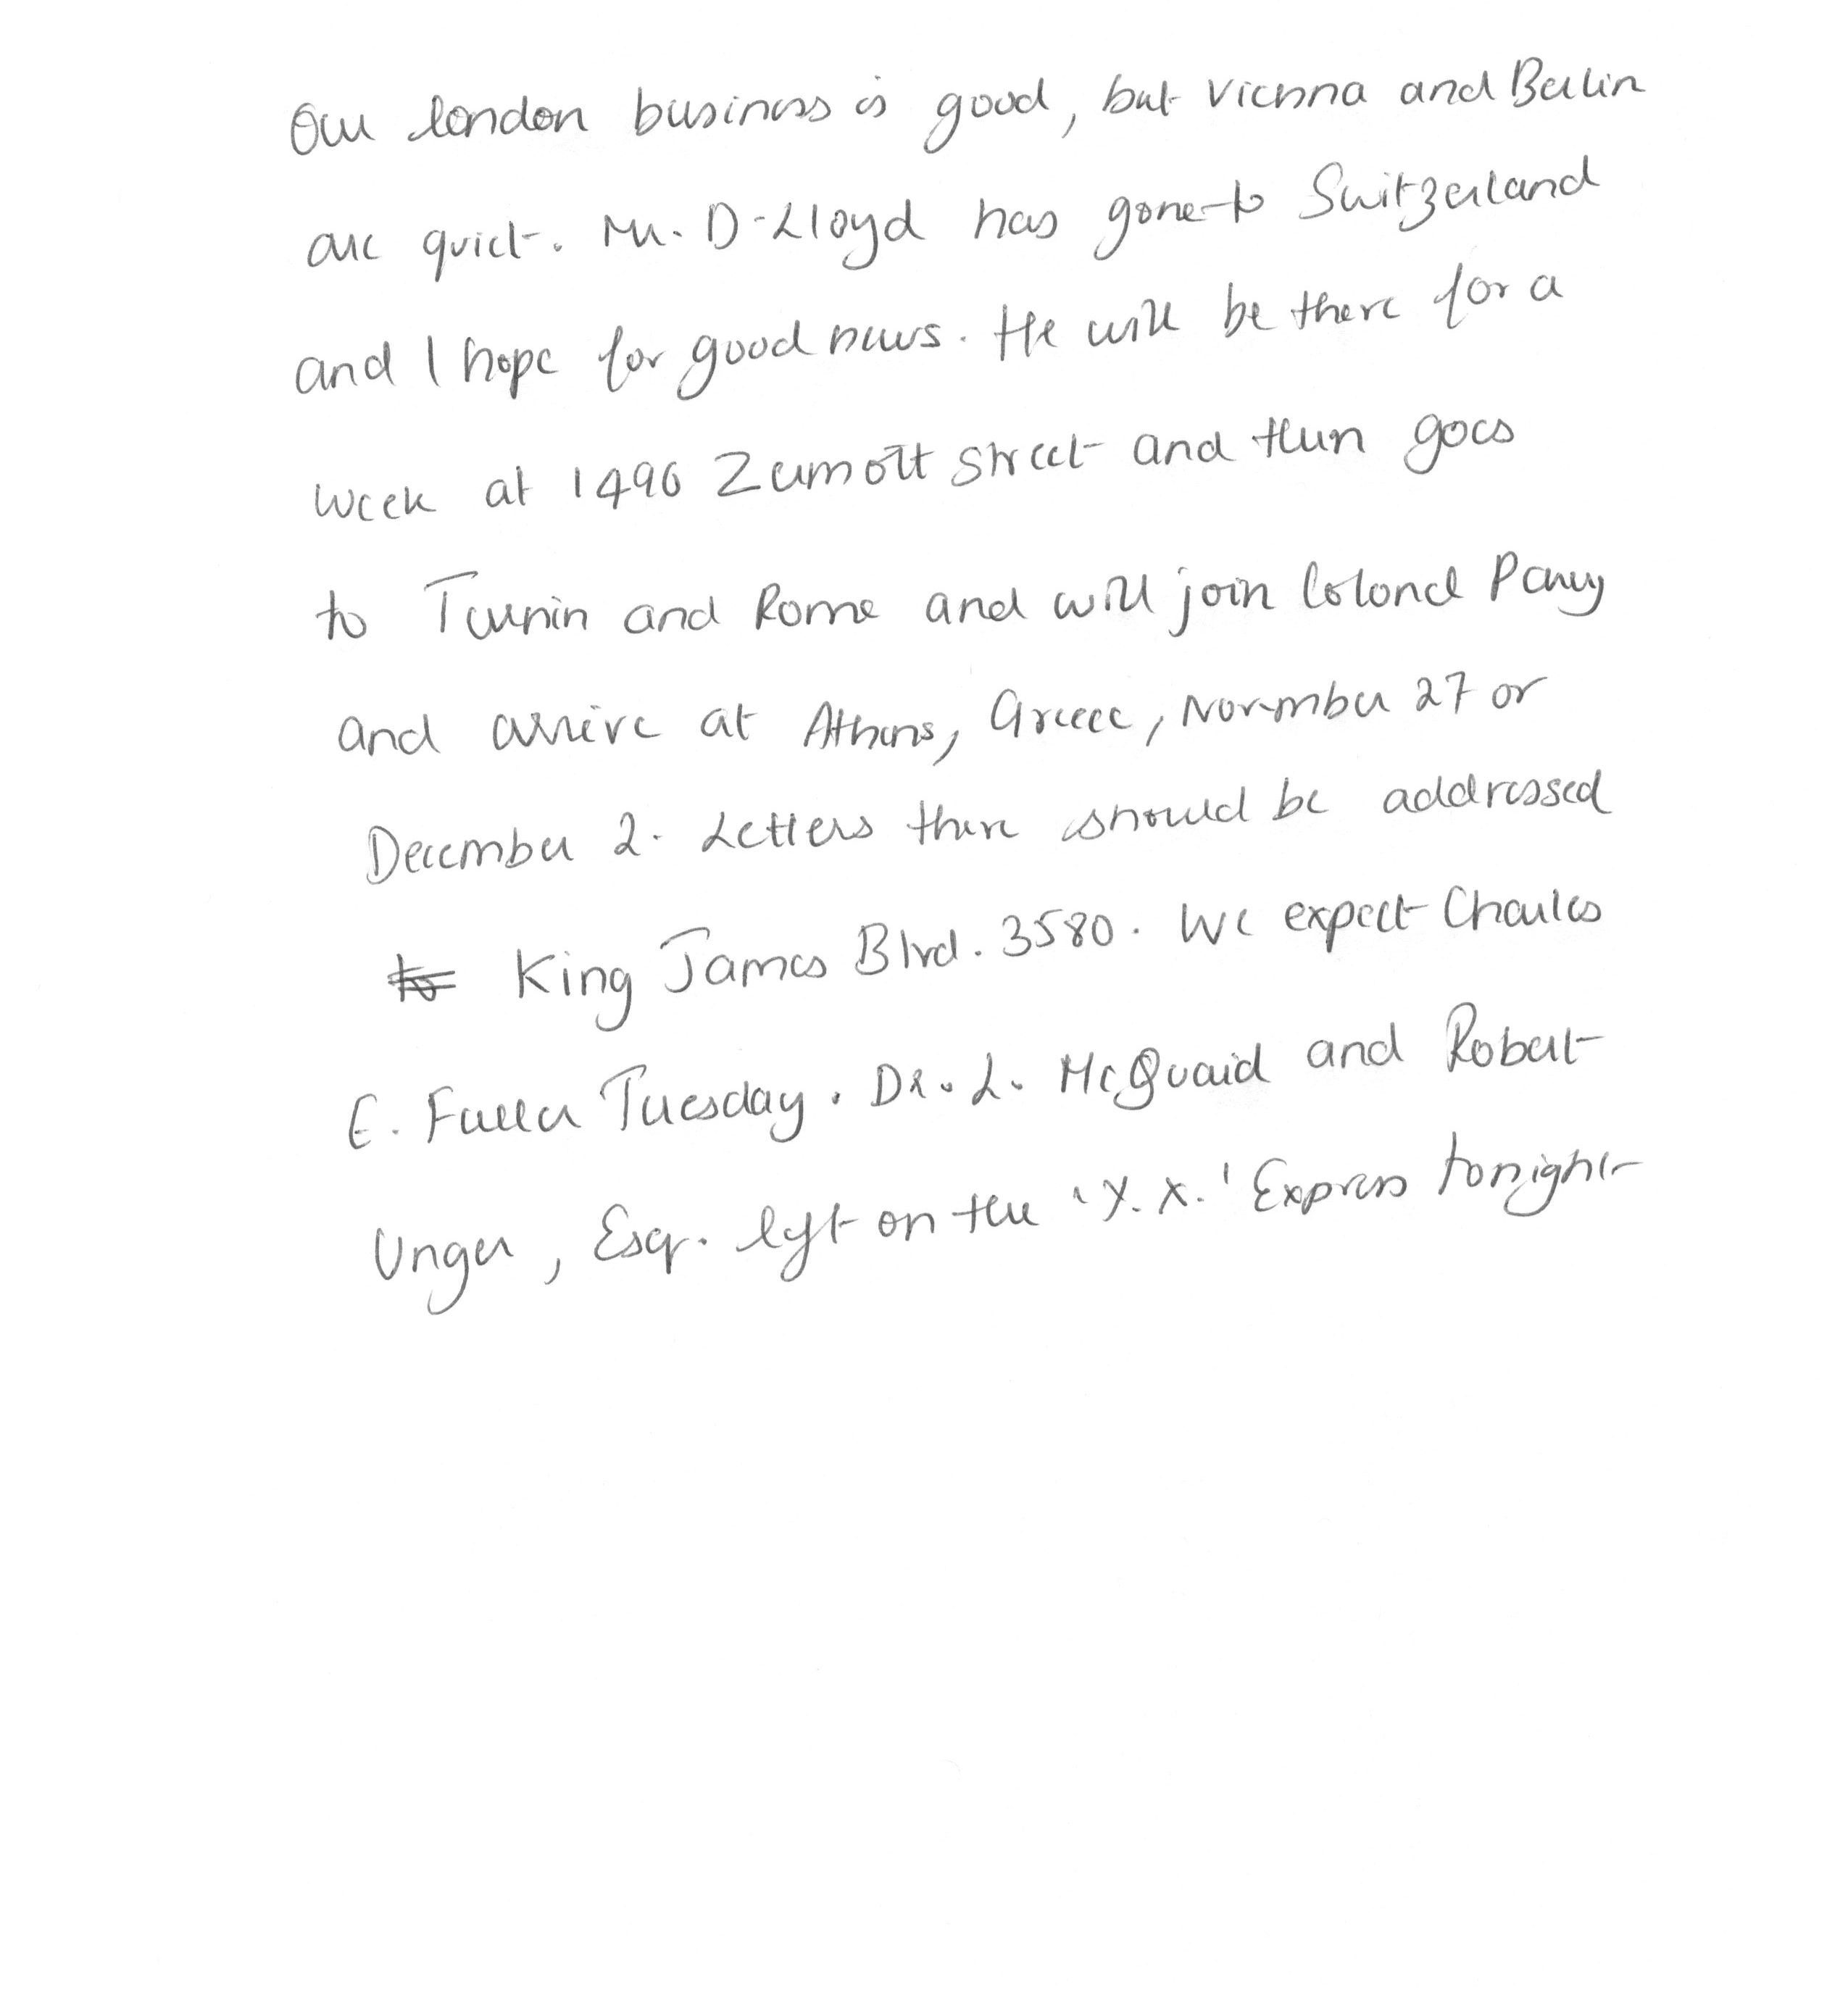 Our london business is good, but Vienna and Berlin
are quiet. Mr. D. Lloyd has gone to Switzerland
and I hope for good news. He will be there for a
week at 1496 Zumott Street and then goes
to Turnin and Rome and will join Colonel Parry
and arrive at Athens, Greece, November 27 or
December 2. Letters there should be addressed
to King James Blvd. 3580. We expect Charles
E. Fuller Tuesday. Dr. L. McQuaid and Robert
Unger, Esq. left on the 'Y.X.' Express tonight